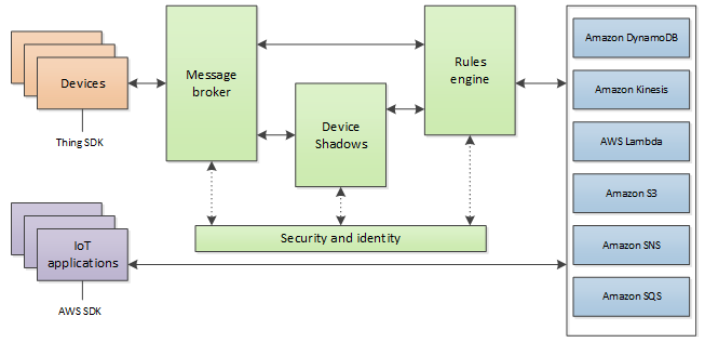 Devices
Thing SDK
Message
broker
Device
Shadows
Rules
engine
Security and identity
IoT
applications
AWS SDK
Amazon DynamoDB
Amazon Kinesis
AWS Lambda
Amazon S3
Amazon SNS
Amazon SQS